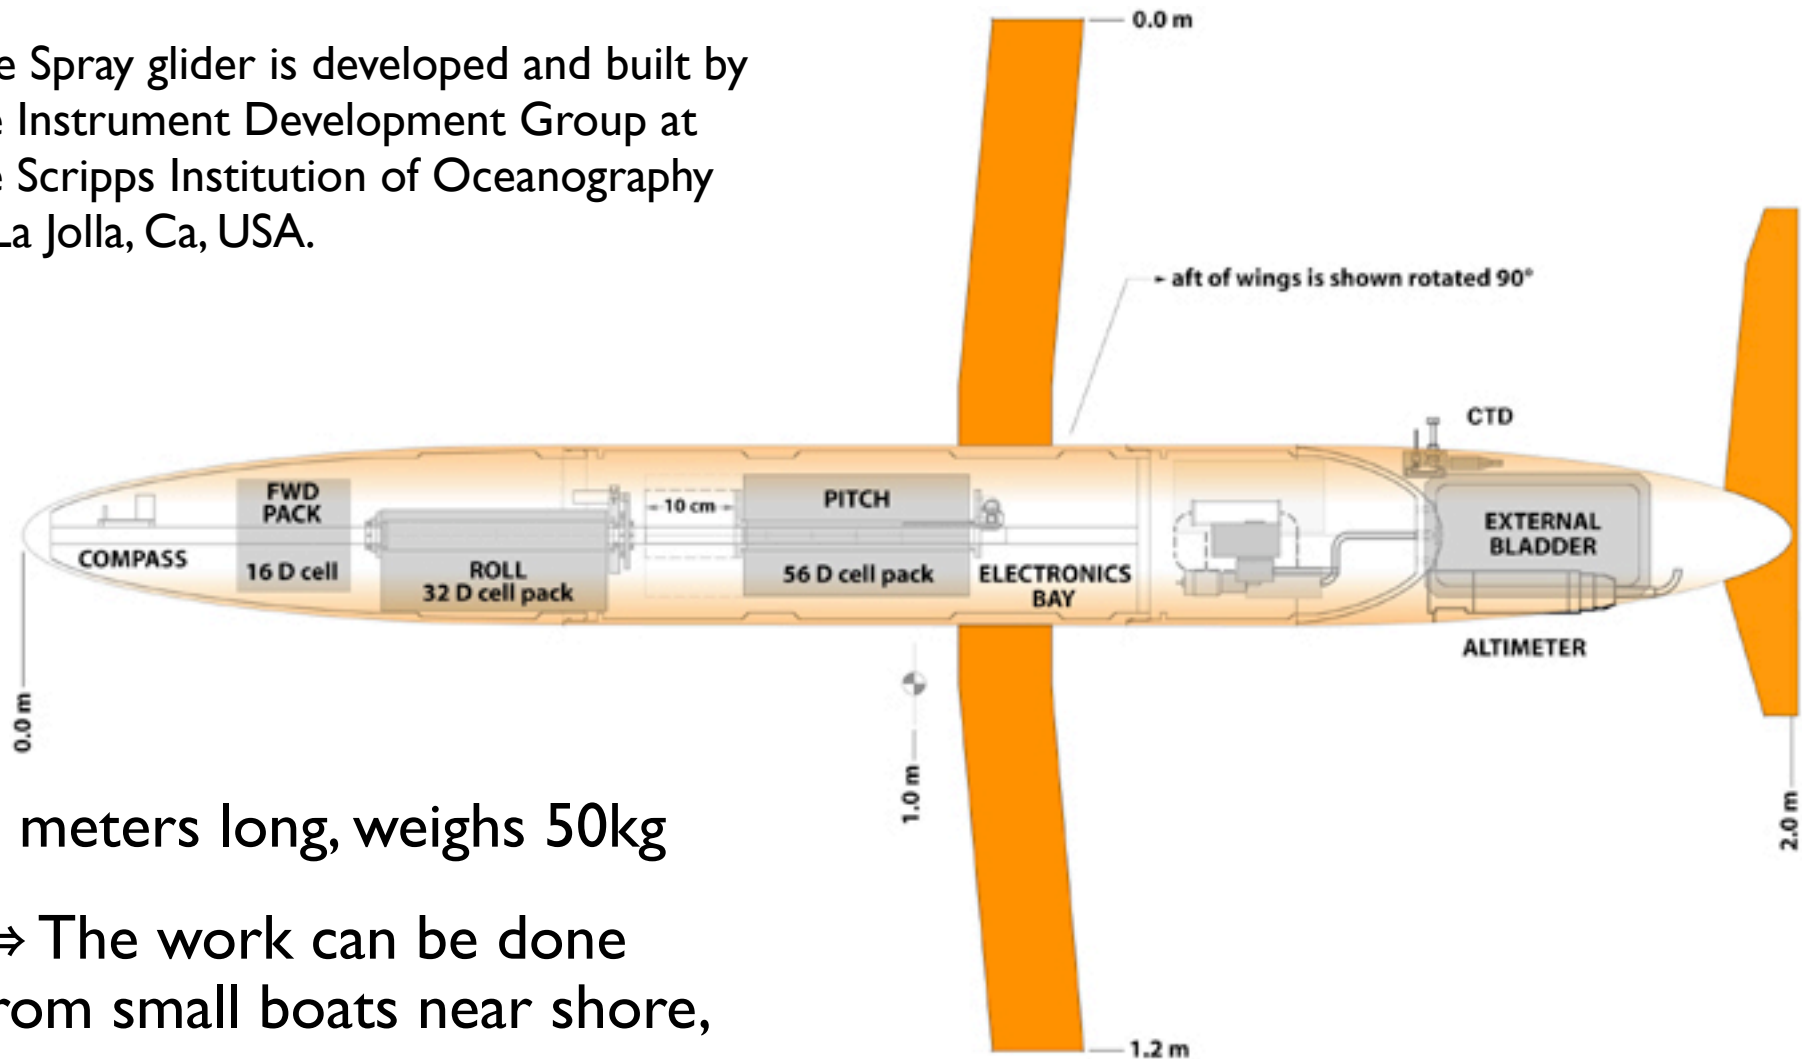 e Spray glider is developed and built by
e Instrument Development Group at
e Scripps Institution of Oceanography
La Jolla, Ca, USA.
0.0 m
aft of wings is shown rotated 90°
CTD
FWD
PACK
16 D cell
COMPASS
ROLL
32 D cell pack
10 cm
PITCH
56 D cell pack
ELECTRONICS
BAY
EXTERNAL
BLADDER
ALTIMETER
0.0 m
1.0 m
2.0 m
meters long, weighs 50kg
⇒ The work can be done
rom small boats near shore,
1.2 m